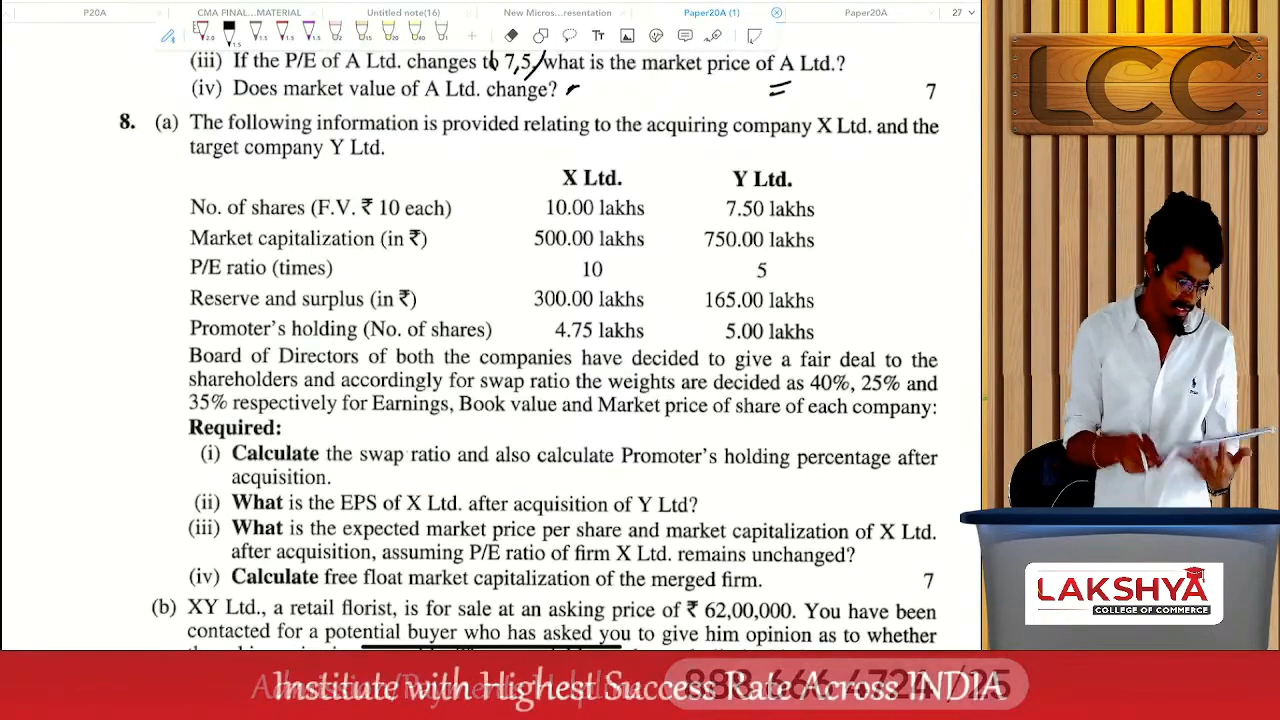 P20A
CMA FINAL...MATERIAL
Untitled note(16)
New Micros...resentation
Paper20A (1)
Paper20A
27
(iii) If the P/E of A Ltd. changes to 7.5, what is the market price of A Ltd.?
(iv) Does market value of A Ltd. change?
7
8. (a) The following information is provided relating to the acquiring company X Ltd. and the
target company Y Ltd.
X Ltd. Y Ltd.
No. of shares (F.V. ₹ 10 each) 10.00 lakhs 7.50 lakhs
Market capitalization (in ₹) 500.00 lakhs 750.00 lakhs
P/E ratio (times) 10 5
Reserve and surplus (in ₹) 300.00 lakhs 165.00 lakhs
Promoter's holding (No. of shares) 4.75 lakhs 5.00 lakhs
Board of Directors of both the companies have decided to give a fair deal to the
shareholders and accordingly for swap ratio the weights are decided as 40%, 25% and
35% respectively for Earnings, Book value and Market price of share of each company:
Required:
(i) Calculate the swap ratio and also calculate Promoter's holding percentage after
acquisition.
(ii) What is the EPS of X Ltd. after acquisition of Y Ltd?
(iii) What is the expected market price per share and market capitalization of X Ltd.
after acquisition, assuming P/E ratio of firm X Ltd. remains unchanged?
(iv) Calculate free float market capitalization of the merged firm. 7
(b) XY Ltd., a retail florist, is for sale at an asking price of ₹ 62,00,000. You have been
contacted for a potential buyer who has asked you to give him opinion as to whether
LCC
LAKSHYA
COLLEGE OF COMMERCE
Institute with Highest Success Rate Across INDIA